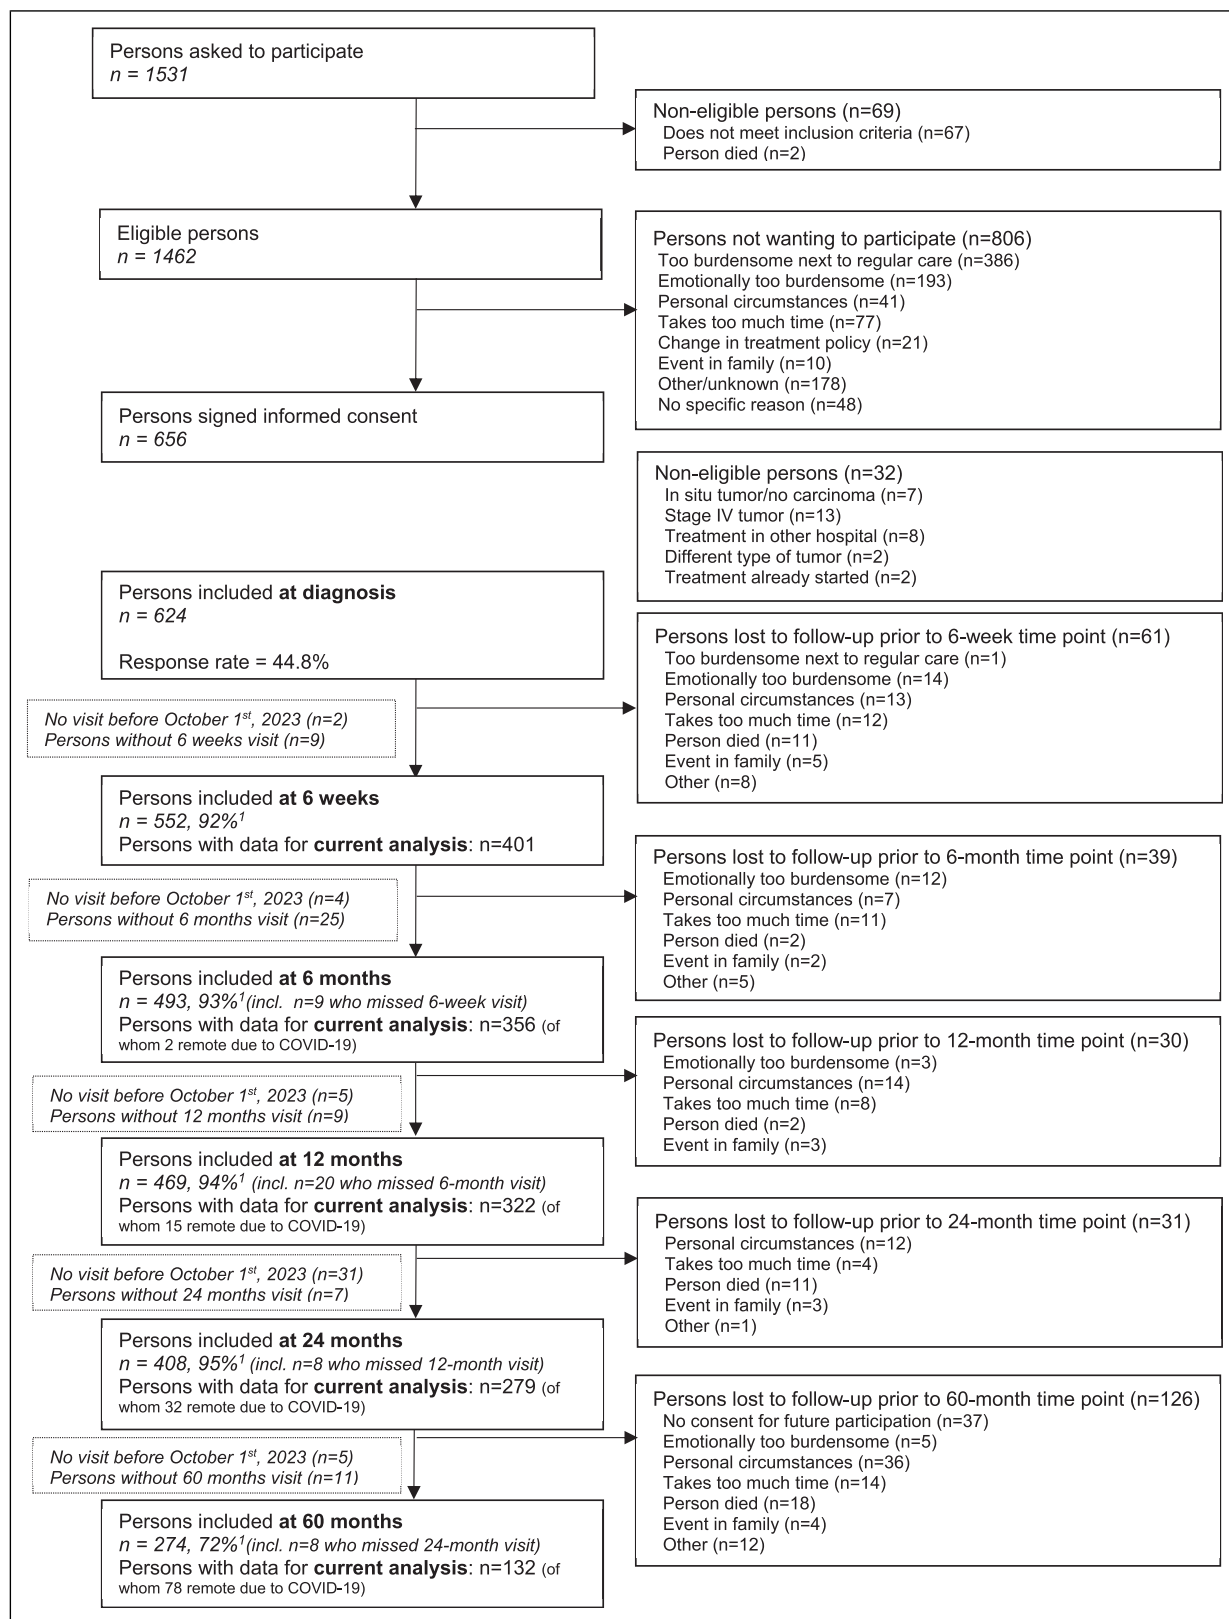 Persons asked to participate
n = 1531
Non-eligible persons (n=69)
Does not meet inclusion criteria (n=67)
Person died (n=2)
Eligible persons
n = 1462
Persons not wanting to participate (n=806)
Too burdensome next to regular care (n=386)
Emotionally too burdensome (n=193)
Personal circumstances (n=41)
Takes too much time (n=77)
Change in treatment policy (n=21)
Event in family (n=10)
Other/unknown (n=178)
No specific reason (n=48)
Persons signed informed consent
n = 656
Non-eligible persons (n=32)
In situ tumor/no carcinoma (n=7)
Stage IV tumor (n=13)
Treatment in other hospital (n=8)
Different type of tumor (n=2)
Treatment already started (n=2)
Persons included at diagnosis
n = 624
Response rate = 44.8%
Persons lost to follow-up prior to 6-week time point (n=61)
Too burdensome next to regular care (n=1)
Emotionally too burdensome (n=14)
Personal circumstances (n=13)
Takes too much time (n=12)
Person died (n=11)
Event in family (n=5)
Other (n=8)
No visit before October 1st, 2023 (n=2)
Persons without 6 weeks visit (n=9)
Persons included at 6 weeks
n = 552, 92%1
Persons with data for current analysis: n=401
Persons lost to follow-up prior to 6-month time point (n=39)
Emotionally too burdensome (n=12)
Personal circumstances (n=7)
Takes too much time (n=11)
Person died (n=2)
Event in family (n=2)
Other (n=5)
No visit before October 1st, 2023 (n=4)
Persons without 6 months visit (n=25)
Persons included at 6 months
n = 493, 93%1 (incl. n=9 who missed 6-week visit)
Persons with data for current analysis: n=356 (of
whom 2 remote due to COVID-19)
Persons lost to follow-up prior to 12-month time point (n=30)
Emotionally too burdensome (n=3)
Personal circumstances (n=14)
Takes too much time (n=8)
Person died (n=2)
Event in family (n=3)
No visit before October 1st, 2023 (n=5)
Persons without 12 months visit (n=9)
Persons included at 12 months
n = 469, 94%1 (incl. n=20 who missed 6-month visit)
Persons with data for current analysis: n=322 (of
whom 15 remote due to COVID-19)
Persons lost to follow-up prior to 24-month time point (n=31)
Personal circumstances (n=12)
Takes too much time (n=4)
Person died (n=11)
Event in family (n=3)
Other (n=1)
No visit before October 1st, 2023 (n=31)
Persons without 24 months visit (n=7)
Persons included at 24 months
n = 408, 95%1 (incl. n=8 who missed 12-month visit)
Persons with data for current analysis: n=279 (of
whom 32 remote due to COVID-19)
Persons lost to follow-up prior to 60-month time point (n=126)
No consent for future participation (n=37)
Emotionally too burdensome (n=5)
Personal circumstances (n=36)
Takes too much time (n=14)
Person died (n=18)
Event in family (n=4)
Other (n=12)
No visit before October 1st, 2023 (n=5)
Persons without 60 months visit (n=11)
Persons included at 60 months
n = 274, 72%1 (incl. n=8 who missed 24-month visit)
Persons with data for current analysis: n=132 (of
whom 78 remote due to COVID-19)